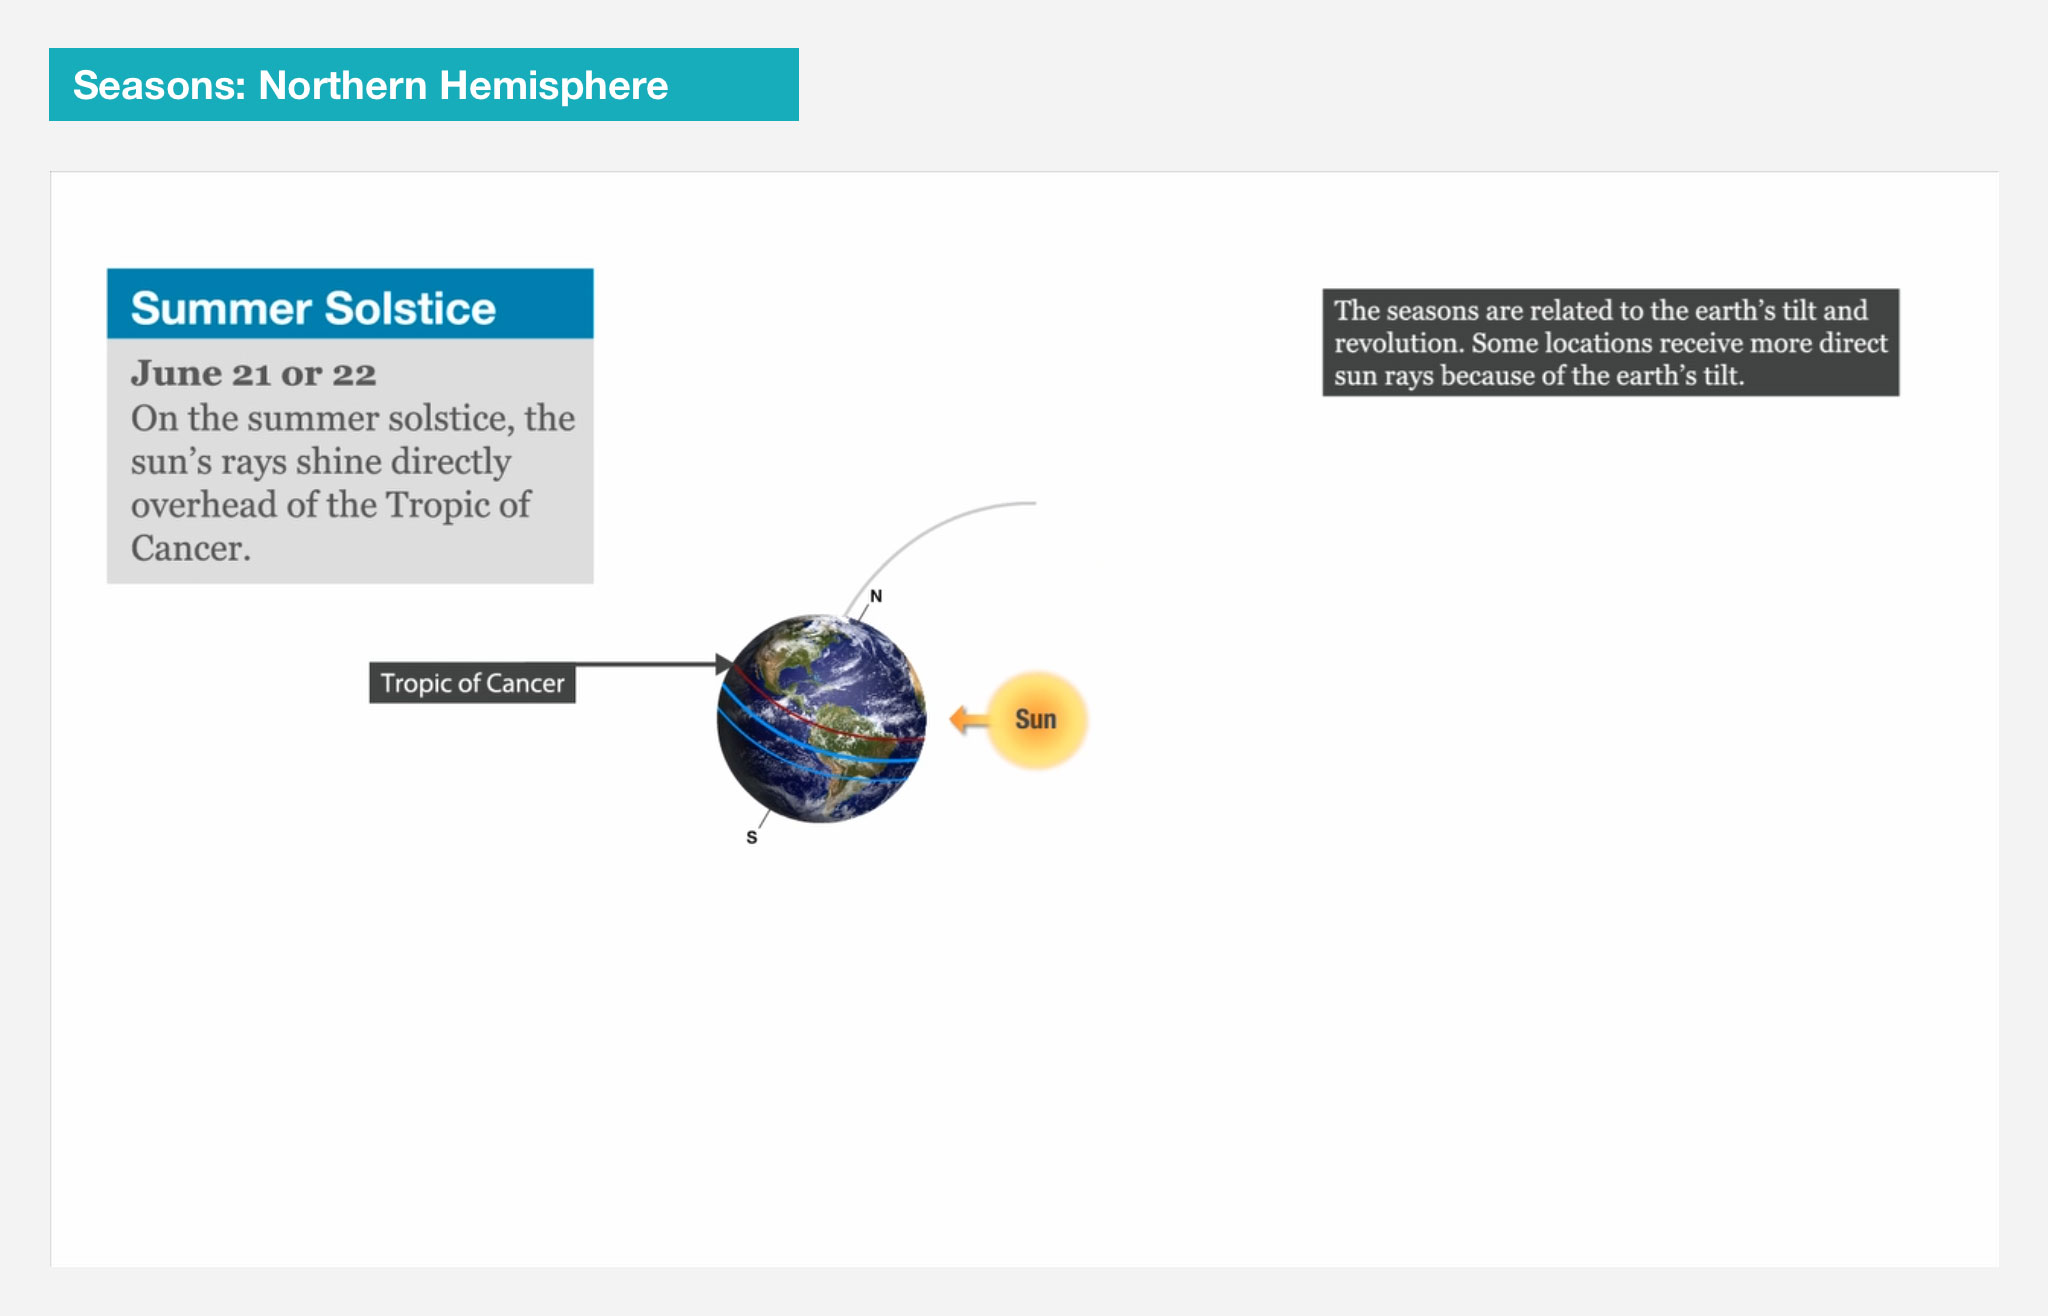 Seasons: Northern Hemisphere
Summer Solstice
June 21 or 22
On the summer solstice, the
sun’s rays shine directly
overhead of the Tropic of
Cancer.
The seasons are related to the earth’s tilt and
revolution. Some locations receive more direct
sun rays because of the earth’s tilt.
N
Tropic of Cancer
Sun
S